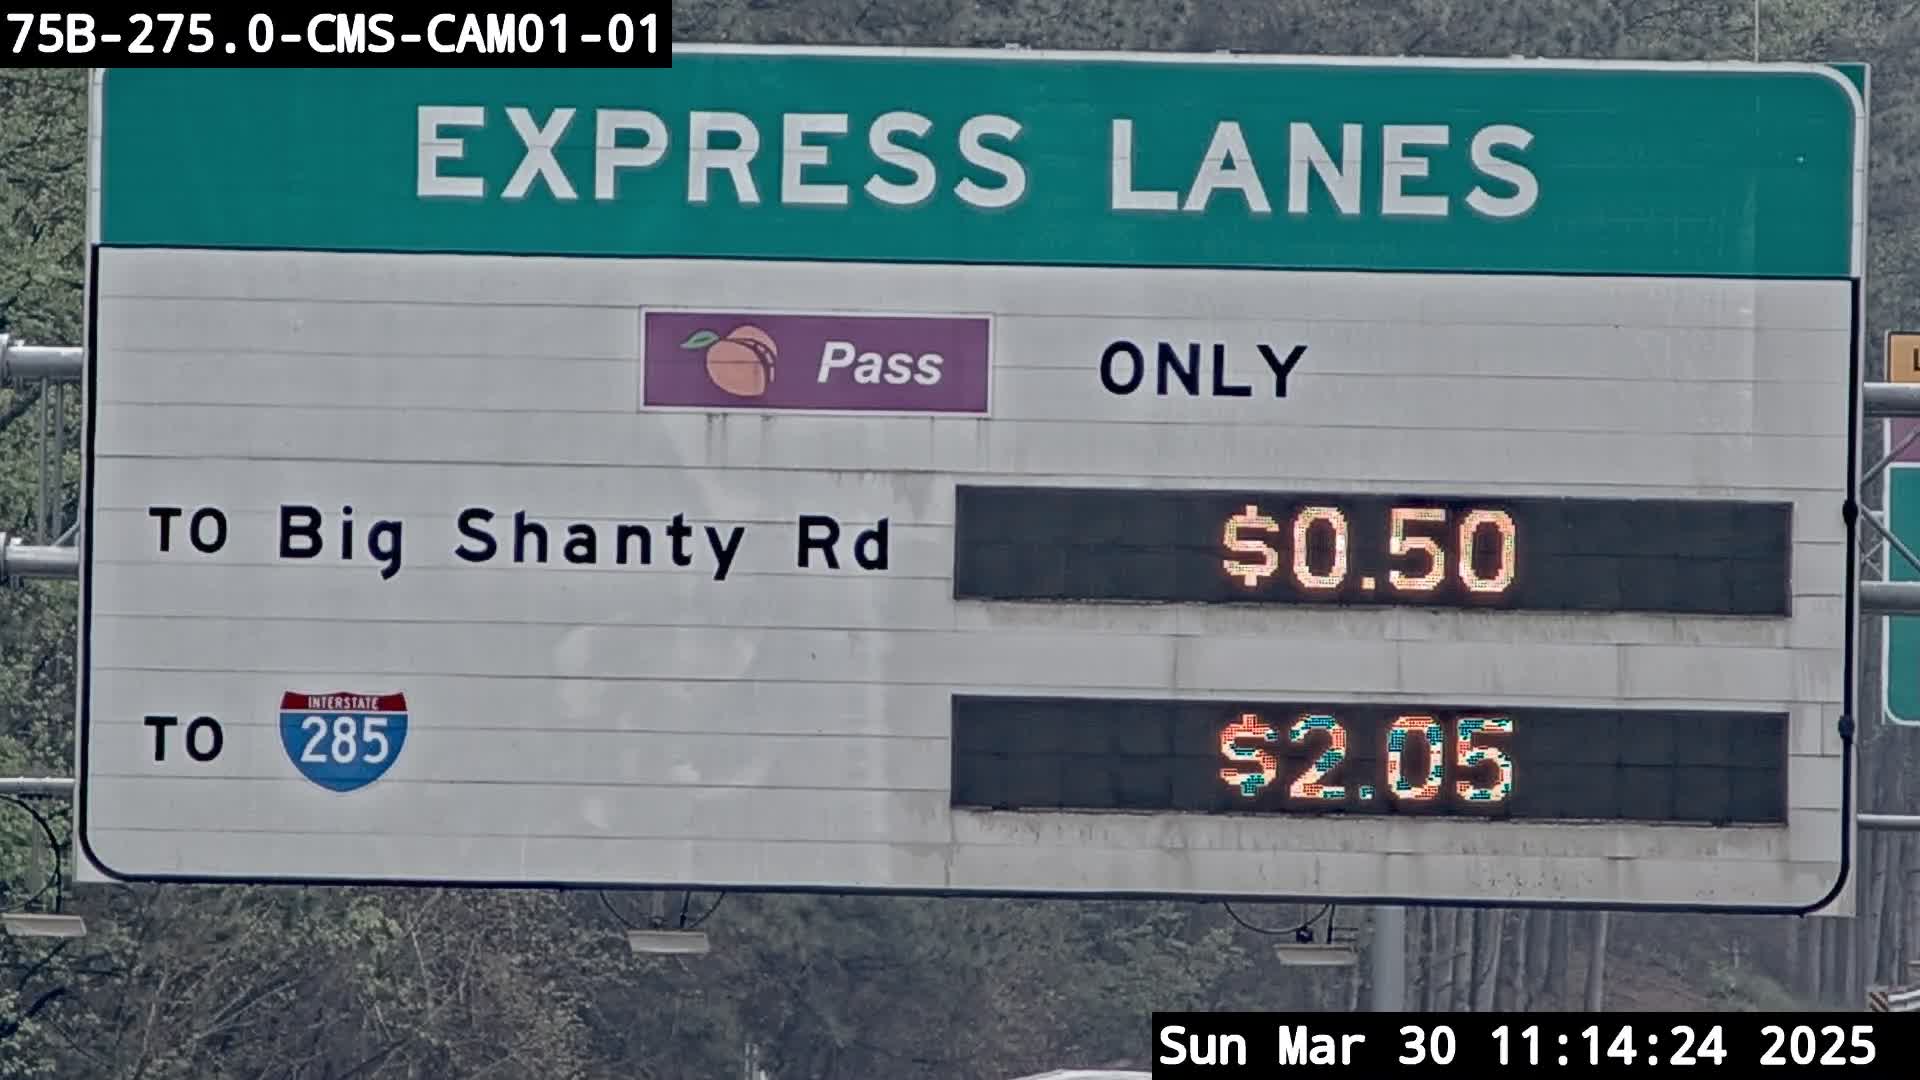 75B-275.0-CMS-CAM01-01
EXPRESS LANES
Pass ONLY
TO Big Shanty Rd $0.50
INTERSTATE
TO 285 $2.05
Sun Mar 30 11:14:24 2025